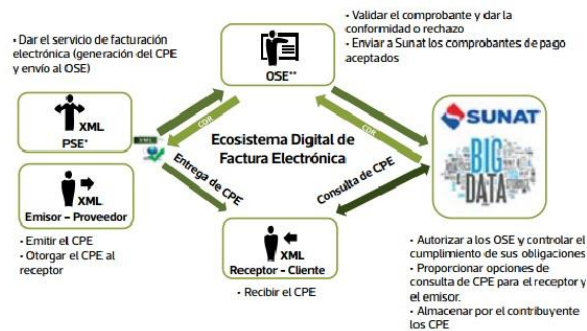 • Dar el servicio de facturación
electrónica (generación del CPE
y envío al OSE)
• Validar el comprobante y dar la
conformidad o rechazo
• Enviar a Sunat los comprobantes de pago
aceptados
OSE**
XML
PSE*
XML
CDR
CDR
SUNAT
BIG
DATA
Ecosistema Digital de
Factura Electrónica
Entrega de CPE
Consulta de CPE
XML
Emisor – Proveedor
• Emitir el CPE
• Otorgar el CPE al
receptor
XML
Receptor – Cliente
• Recibir el CPE
• Autorizar a los OSE y controlar el
cumplimiento de sus obligaciones
• Proporcionar opciones de
consulta de CPE para el receptor y
el emisor.
• Almacenar por el contribuyente
los CPE